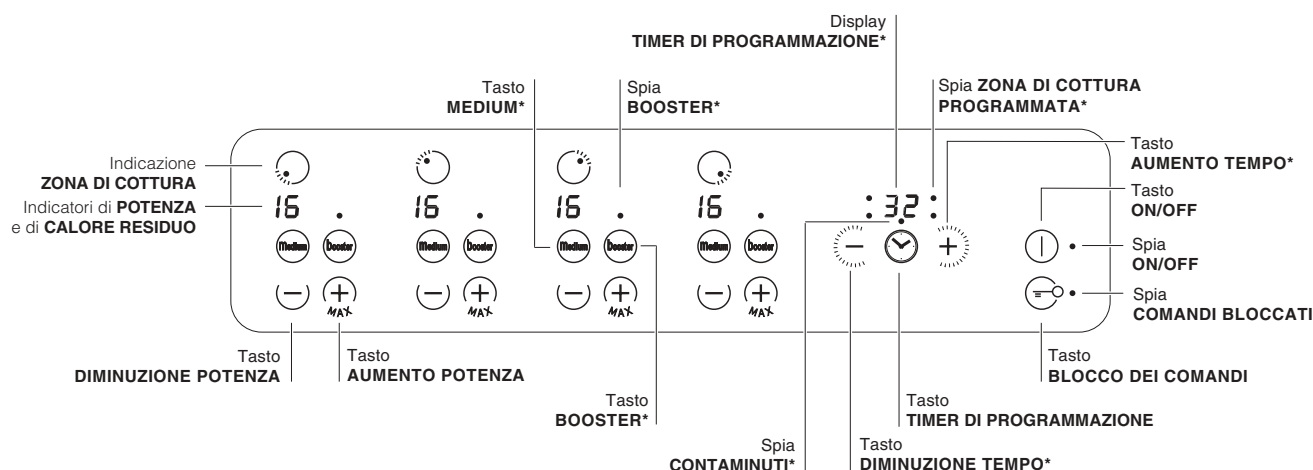 Display
TIMER DI PROGRAMMAZIONE*
Tasto
MEDIUM*
Spia
BOOSTER*
Spia ZONA DI COTTURA
PROGRAMMATA*
Tasto
AUMENTO TEMPO*
Indicazione
ZONA DI COTTURA
Indicatori di POTENZA
e di CALORE RESIDUO
16
16
16
16
32
Medium
booster
Medium
booster
Medium
booster
Medium
booster
MAX
MAX
MAX
MAX
Tasto
ON/OFF
Spia
ON/OFF
Spia
COMANDI BLOCCATI
Tasto
DIMINUZIONE POTENZA
Tasto
AUMENTO POTENZA
Tasto
BOOSTER*
Spia
CONTAMINUTI*
Tasto
DIMINUZIONE TEMPO*
Tasto
TIMER DI PROGRAMMAZIONE
Tasto
BLOCCO DEI COMANDI